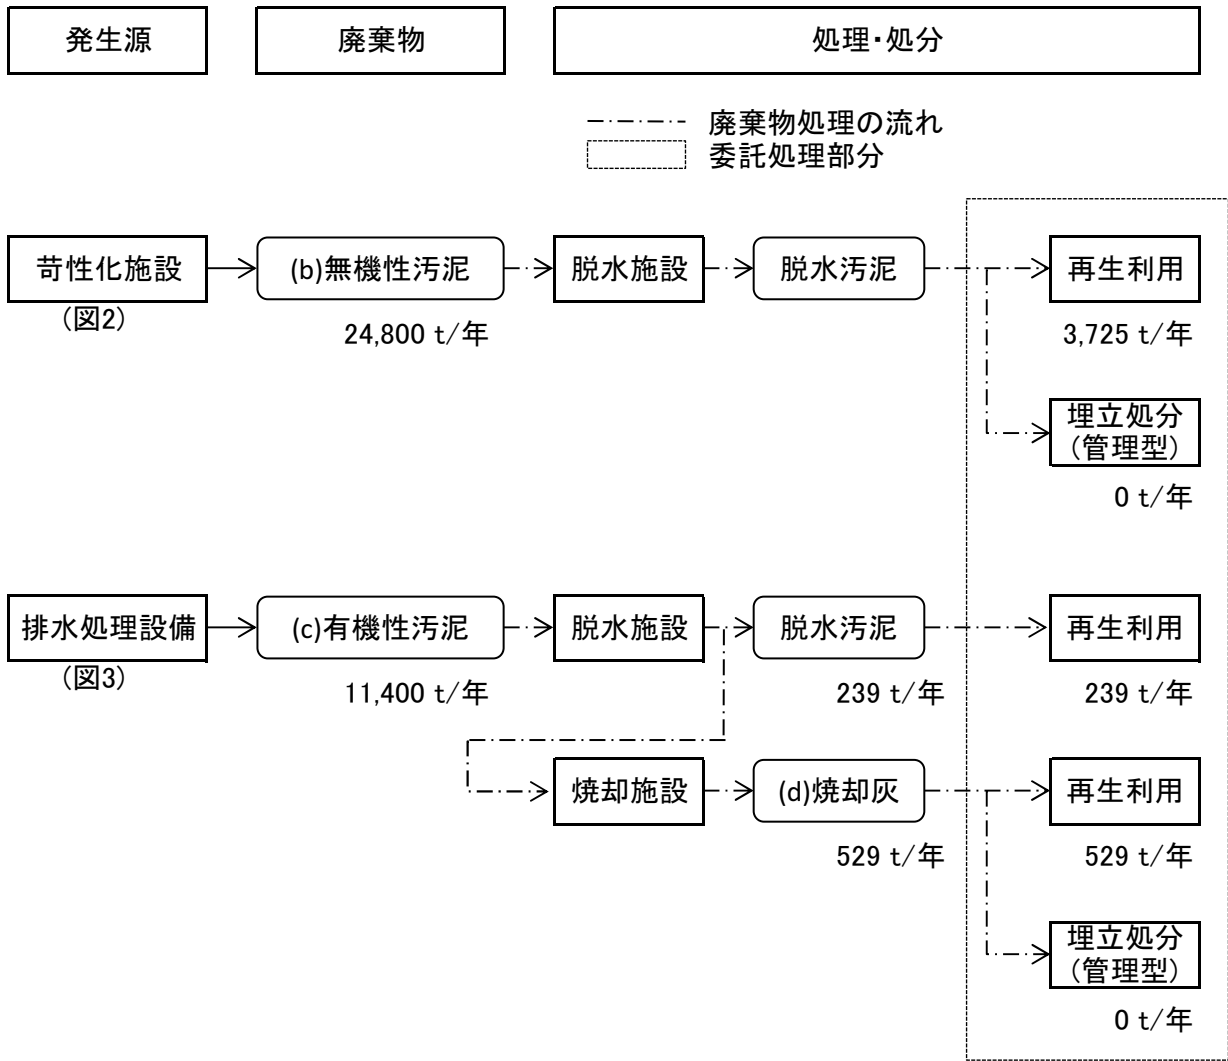 発生源
廃棄物
処理・処分
廃棄物処理の流れ
委託処理部分
苛性化施設
(b)無機性汚泥
脱水施設
脱水汚泥
再生利用
(図2)
24,800 t/年
3,725 t/年
埋立処分
(管理型)
0 t/年
排水処理設備
(c)有機性汚泥
脱水施設
脱水汚泥
再生利用
(図3)
11,400 t/年
239 t/年
239 t/年
焼却施設
(d)焼却灰
再生利用
529 t/年
529 t/年
埋立処分
(管理型)
0 t/年